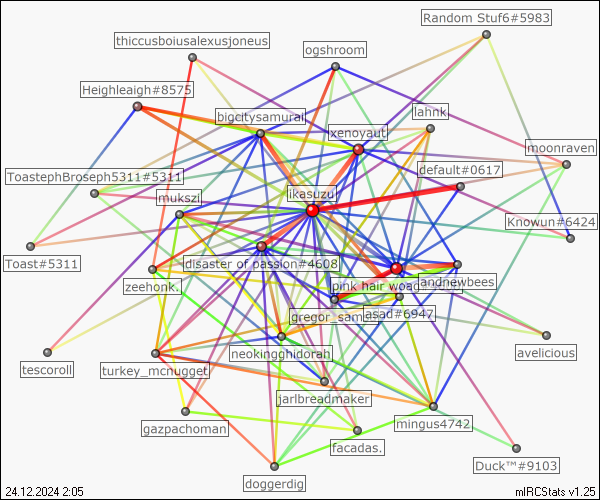 Random Stuf6#5983
thiccusboiusalexusjoneus
ogshroom
Heighleaigh#8575
bigcitysamurai
lahnk
xenoyaut
moonraven
default#0617
ToastephBroseph5311#5311
ikasuzu
mukszi
Knowun#6424
Toast#5311
disaster of passion#4608
zeehonk.
pink hair woad
landnewbees
gregor_sam
asad#6947
neokingghidorah
avelicious
tescoroll
turkey_mcnugget
jarlbreadmaker
mingus4742
gazpachoman
facadas.
Duck™#9103
doggerdig
24.12.2024 2:05
mIRCStats v1.25